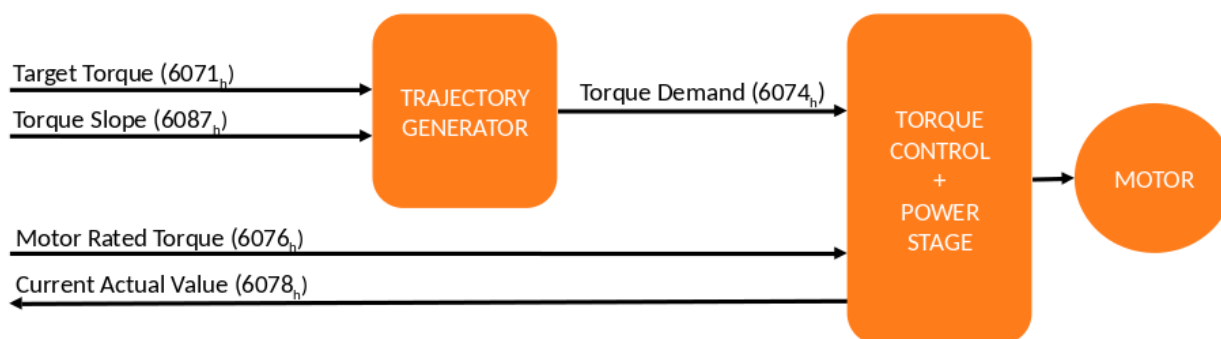 Target Torque (6071h)
Torque Slope (6087h)
TRAJECTORY
GENERATOR
Torque Demand (6074h)
TORQUE
CONTROL
+
POWER
STAGE
MOTOR
Motor Rated Torque (6076h)
Current Actual Value (6078h)